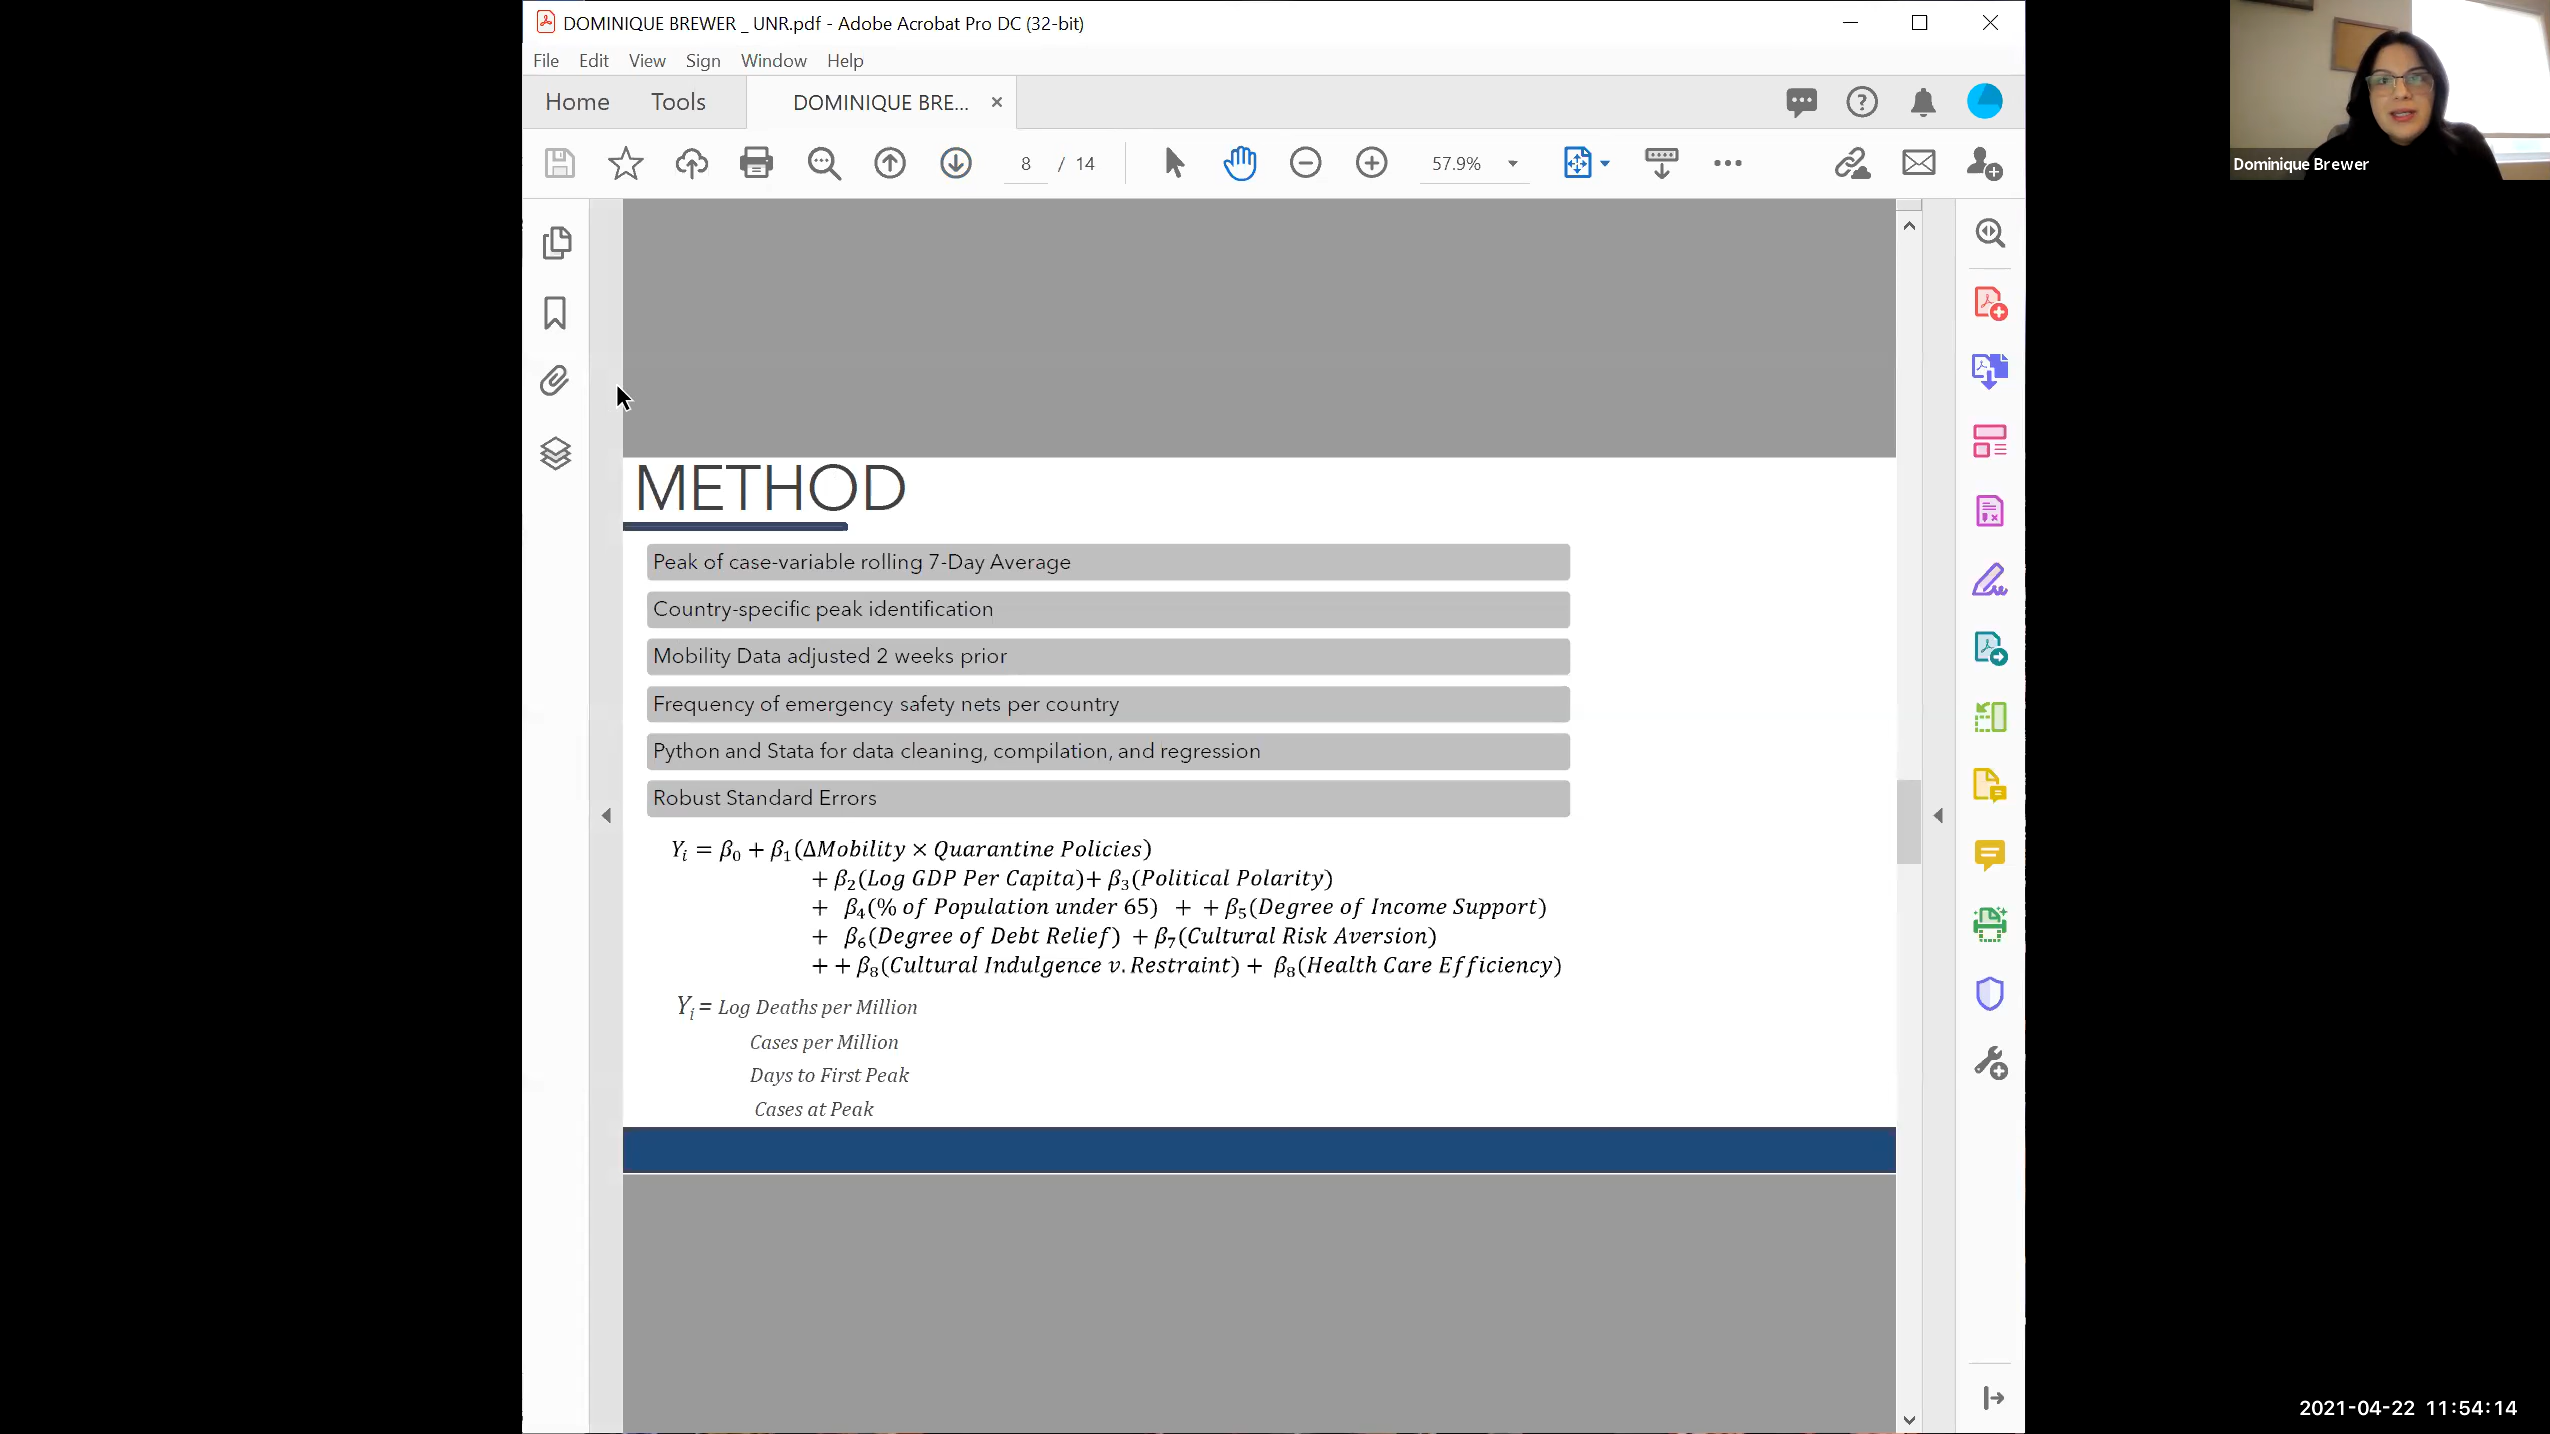 DOMINIQUE BREWER _ UNR.pdf - Adobe Acrobat Pro DC (32-bit)
File Edit View Sign Window Help
Home Tools DOMINIQUE BRE... ×
8 / 14 57.9%
Dominique Brewer
METHOD
Peak of case-variable rolling 7-Day Average
Country-specific peak identification
Mobility Data adjusted 2 weeks prior
Frequency of emergency safety nets per country
Python and Stata for data cleaning, compilation, and regression
Robust Standard Errors
Yᵢ = β₀ + β₁(ΔMobility × Quarantine Policies)
+ β₂(Log GDP Per Capita)+ β₃(Political Polarity)
+ β₄(% of Population under 65) + + β₅(Degree of Income Support)
+ β₆(Degree of Debt Relief) + β₇(Cultural Risk Aversion)
+ + β₈(Cultural Indulgence v. Restraint) + β₈(Health Care Efficiency)
Yᵢ = Log Deaths per Million
Cases per Million
Days to First Peak
Cases at Peak
2021-04-22 11:54:14